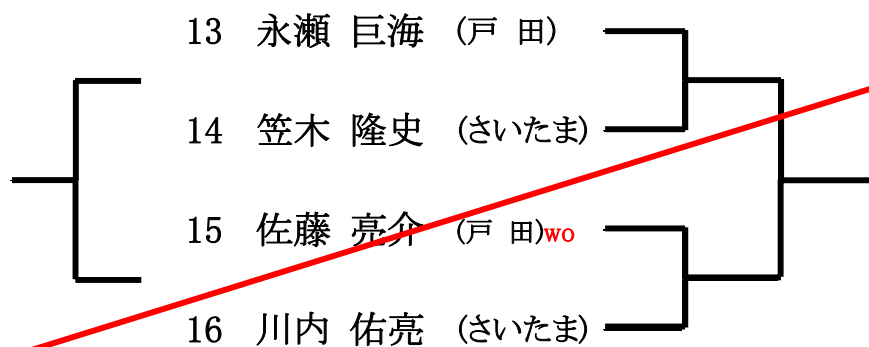 13 永瀬 巨海 (戸 田)
14 笠木 隆史 (さいたま)
15 佐藤 亮介 (戸 田)wo
16 川内 佑亮 (さいたま)